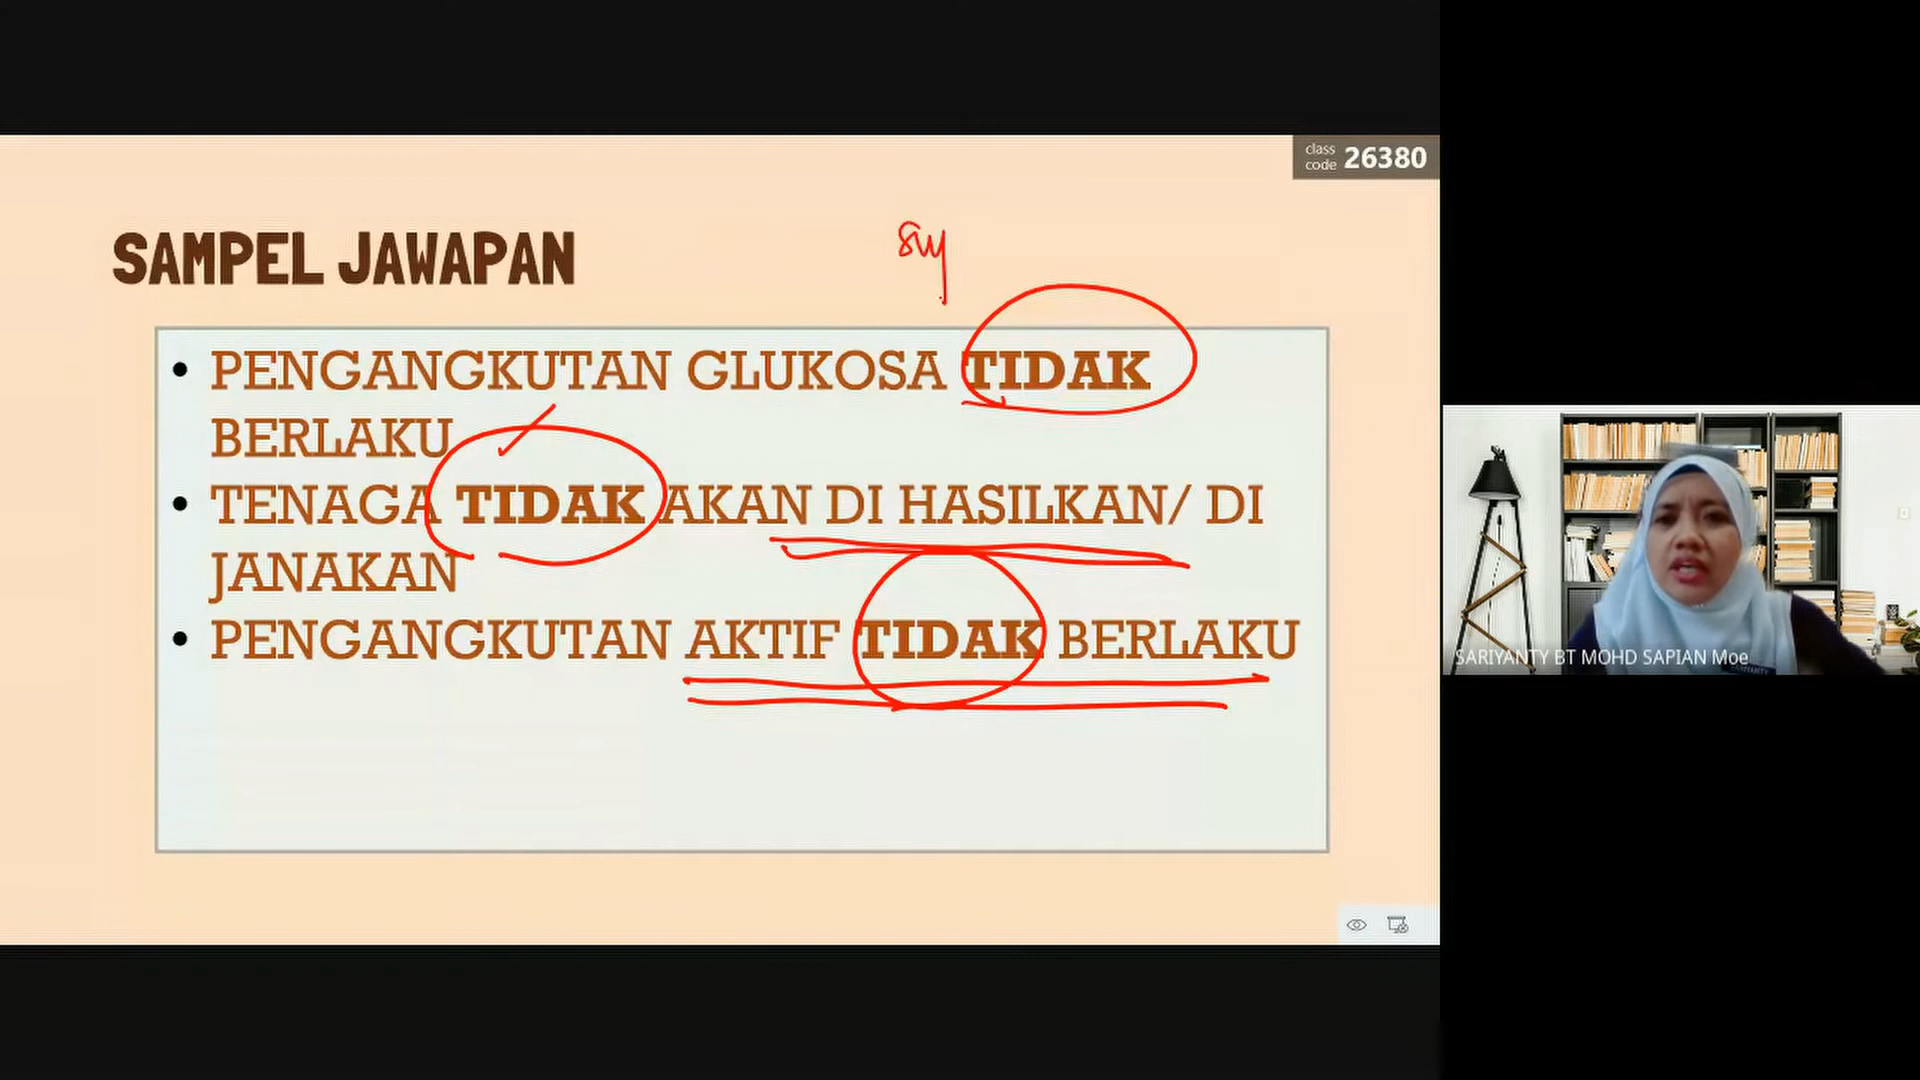 class
code 26380
SAMPEL JAWAPAN
• PENGANGKUTAN GLUKOSA TIDAK
BERLAKU
• TENAGA TIDAK AKAN DI HASILKAN/ DI
JANAKAN
• PENGANGKUTAN AKTIF TIDAK BERLAKU
SARIYANTY BT MOHD SAPIAN Moe